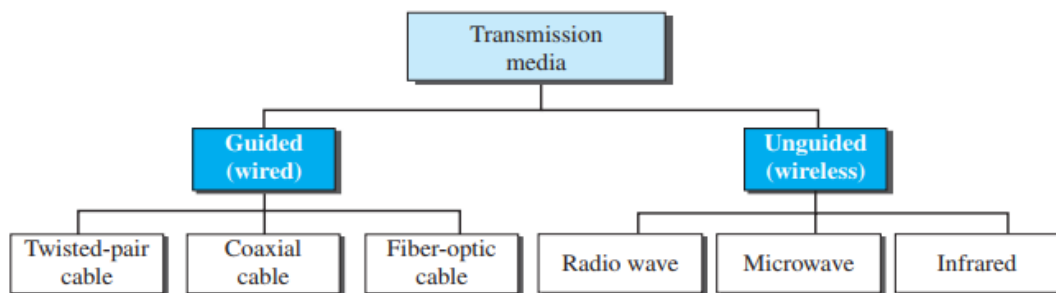 Transmission
media
Guided
(wired)
Unguided
(wireless)
Twisted-pair
cable
Coaxial
cable
Fiber-optic
cable
Radio wave
Microwave
Infrared